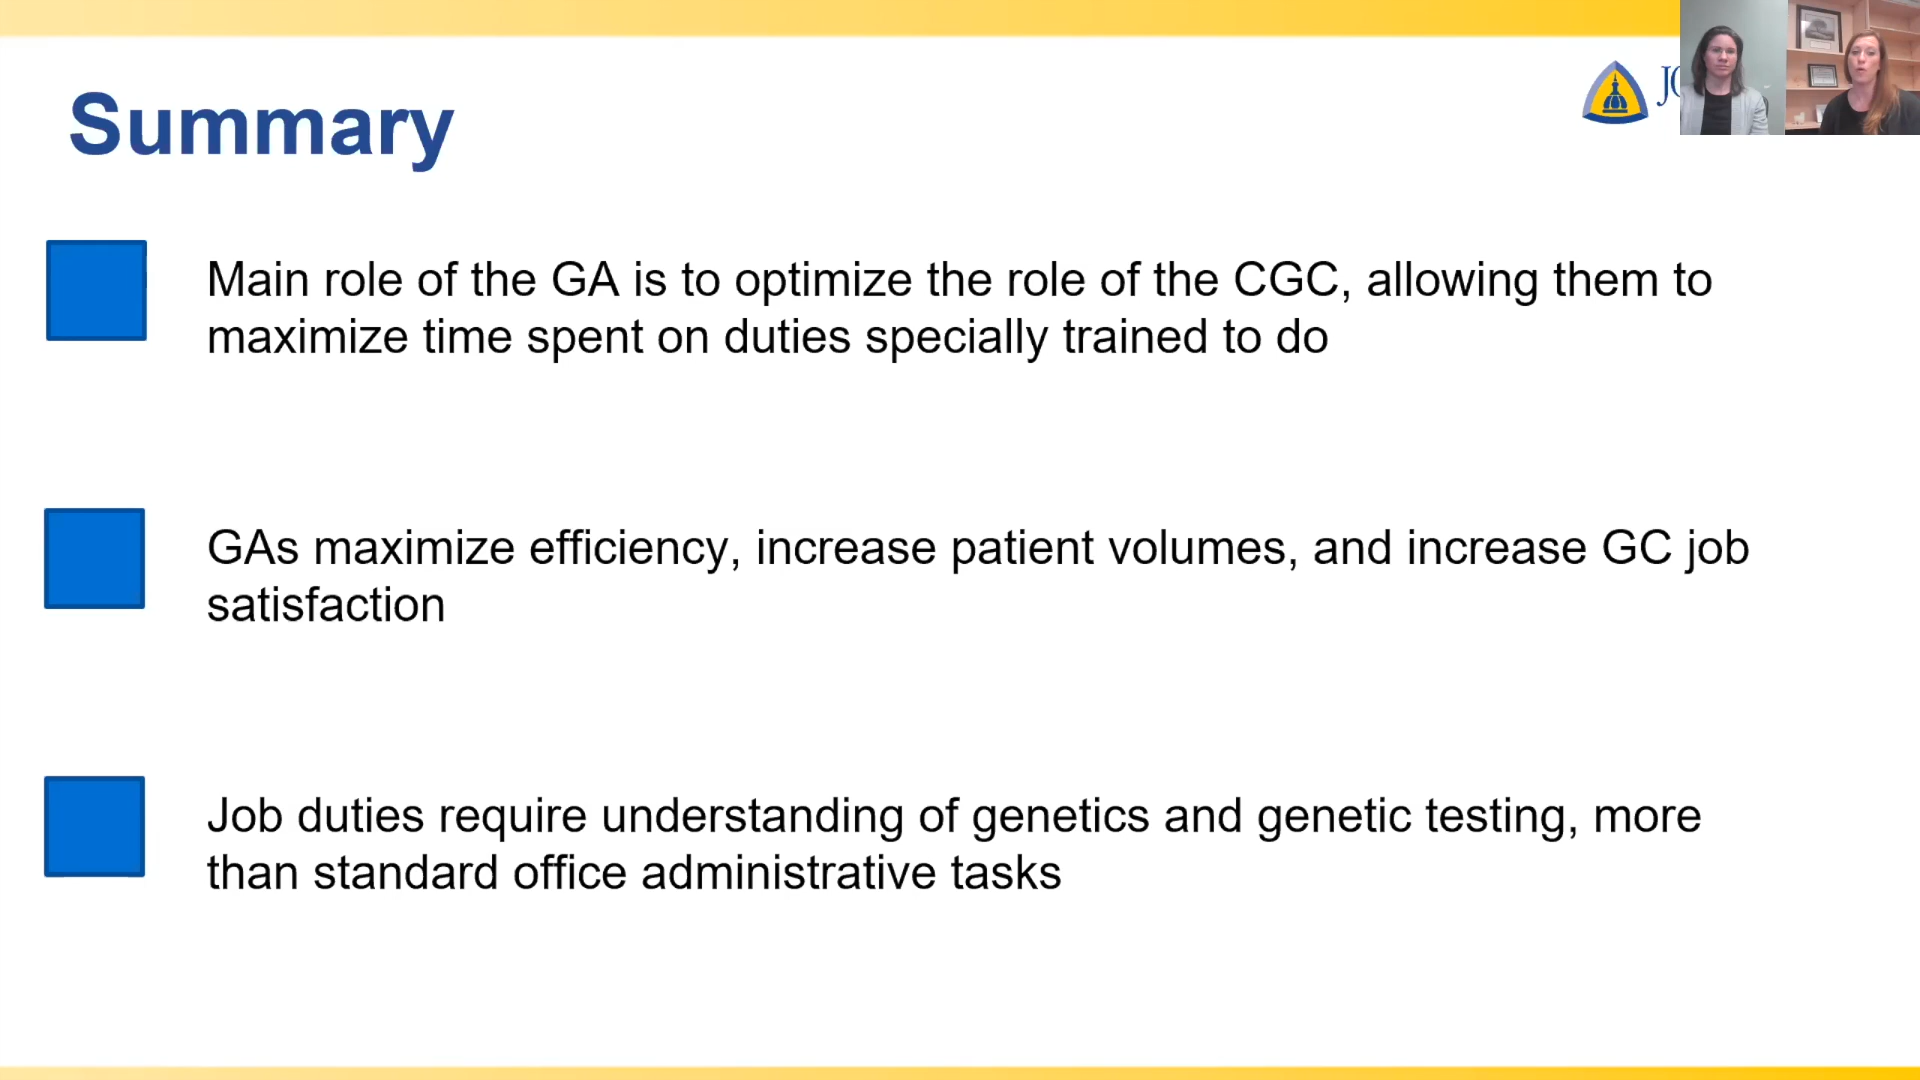 Summary
Main role of the GA is to optimize the role of the CGC, allowing them to
maximize time spent on duties specially trained to do
GAs maximize efficiency, increase patient volumes, and increase GC job
satisfaction
Job duties require understanding of genetics and genetic testing, more
than standard office administrative tasks